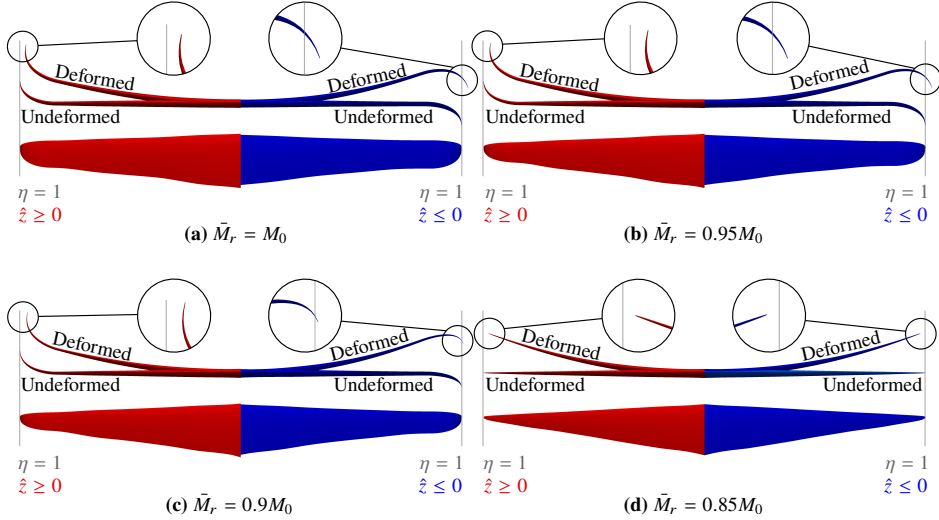 Deformed
Deformed
Undeformed
Undeformed
η = 1
η = 1
ẑ ≥ 0
ẑ ≤ 0
(a) M̄r = M0
Deformed
Deformed
Undeformed
Undeformed
η = 1
η = 1
ẑ ≥ 0
ẑ ≤ 0
(b) M̄r = 0.95M0
Deformed
Deformed
Undeformed
Undeformed
η = 1
η = 1
ẑ ≥ 0
ẑ ≤ 0
(c) M̄r = 0.9M0
Deformed
Deformed
Undeformed
Undeformed
η = 1
η = 1
ẑ ≥ 0
ẑ ≤ 0
(d) M̄r = 0.85M0